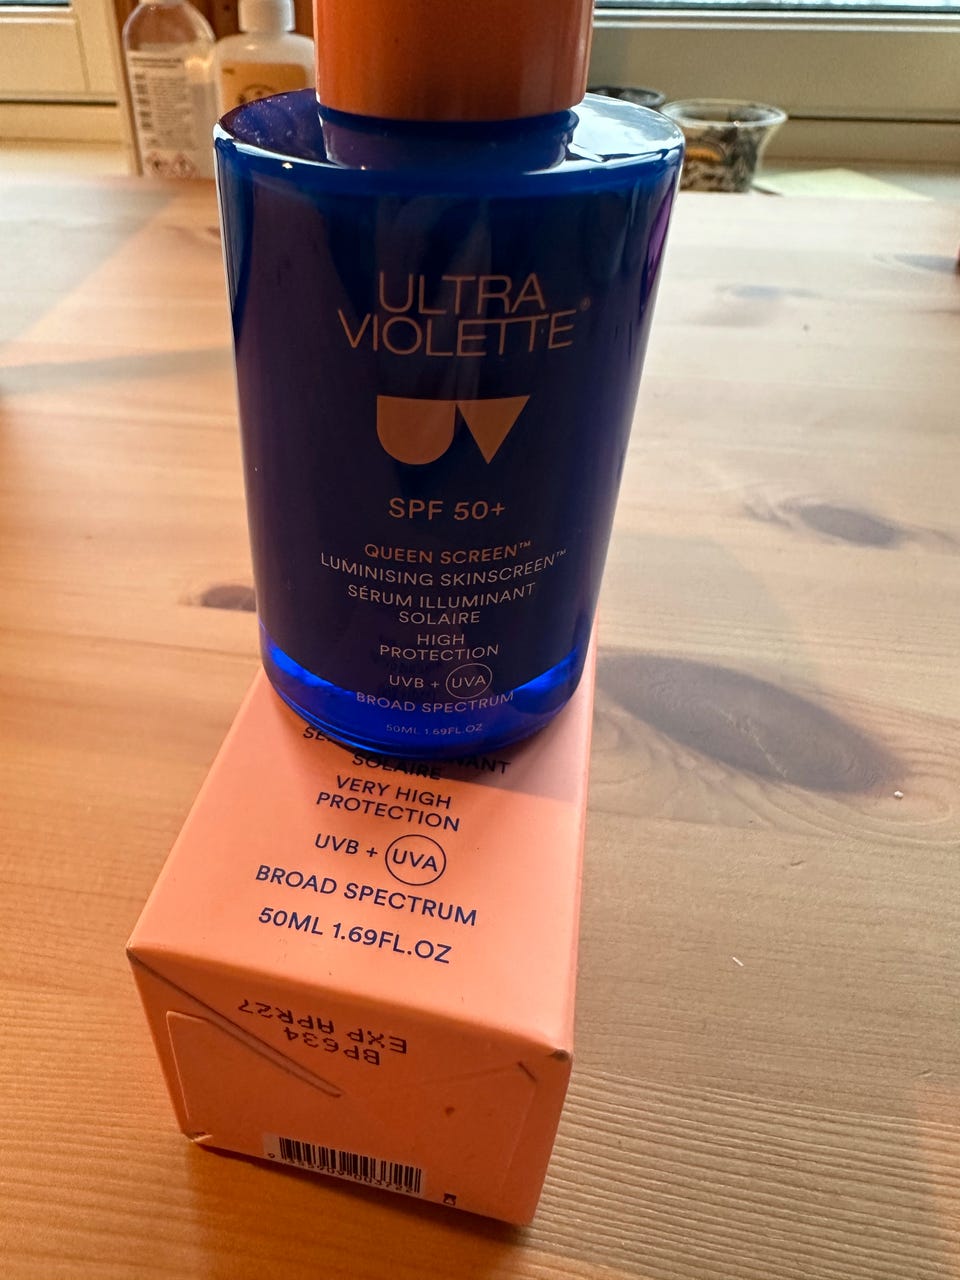 ULTRA
VIOLETTE®
SPF 50+
QUEEN SCREEN™
LUMINISING SKINSCREEN™
SÉRUM ILLUMINANT
SOLAIRE
HIGH
PROTECTION
UVB + UVA
BROAD SPECTRUM
50ML 1.69FL.OZ
SOLAIRE
VERY HIGH
PROTECTION
UVB + UVA
BROAD SPECTRUM
50ML 1.69FL.OZ
BP634
EXP APR27